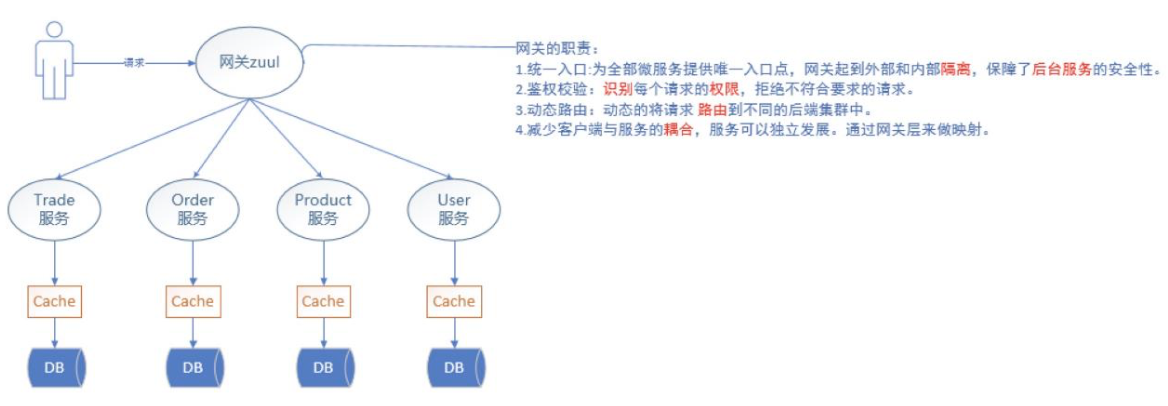 网关的职责：
请求
网关zuul
1.统一入口:为全部微服务提供唯一入口点，网关起到外部和内部隔离，保障了后台服务的安全性。
2.鉴权校验：识别每个请求的权限，拒绝不符合要求的请求。
3.动态路由：动态的将请求 路由到不同的后端集群中。
4.减少客户端与服务的耦合，服务可以独立发展。通过网关层来做映射。
Trade
服务
Order
服务
Product
服务
User
服务
Cache
Cache
Cache
Cache
DB
DB
DB
DB